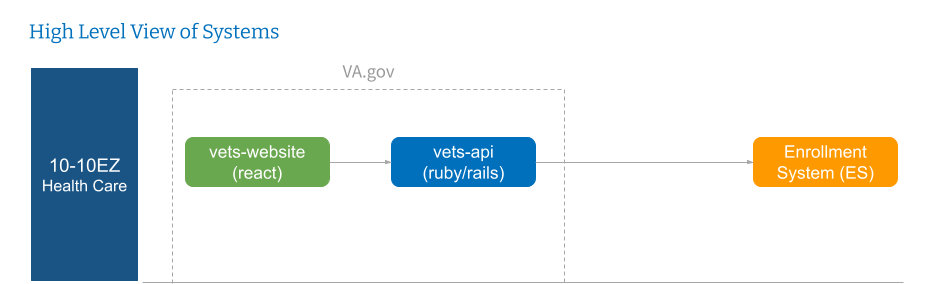 High Level View of Systems
VA.gov
10-10EZ
Health Care
vets-website
(react)
vets-api
(ruby/rails)
Enrollment
System (ES)